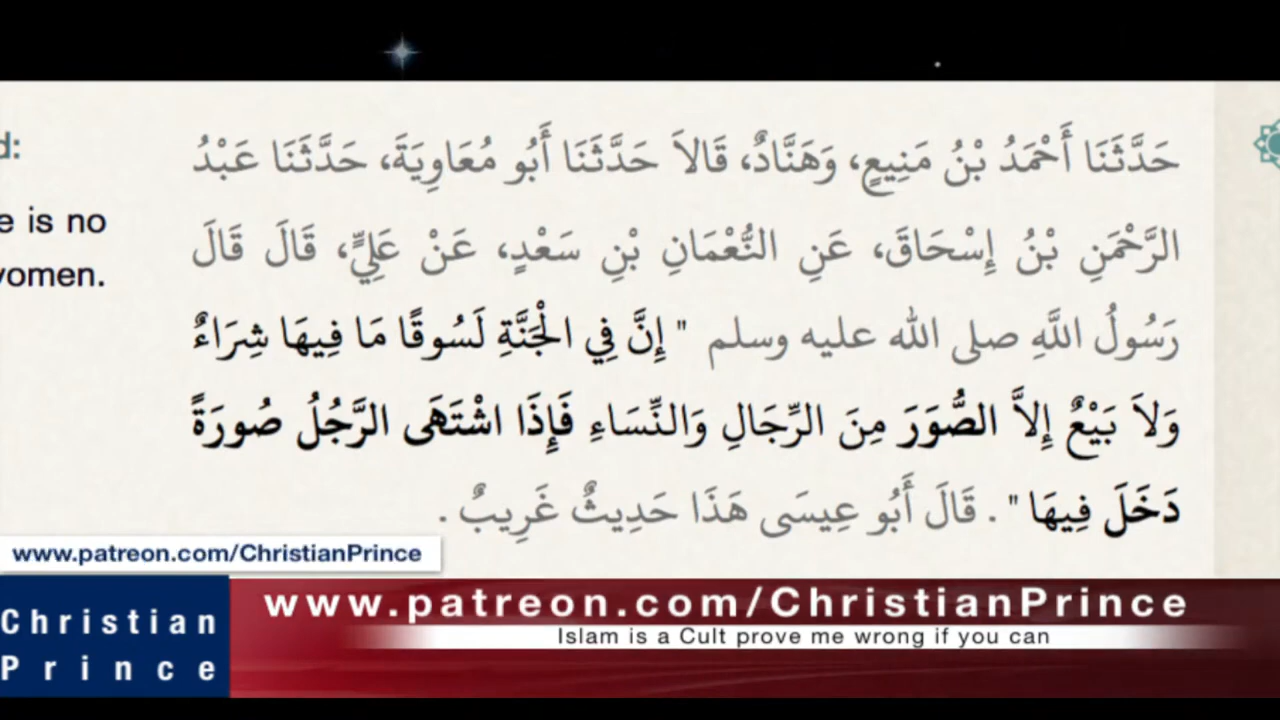 d:
e is no
women.
حَدَّثَنَا أَحْمَدُ بْنُ مَنِيعٍ، وَهَنَّادٌ، قَالاَ حَدَّثَنَا أَبُو مُعَاوِيَةَ، حَدَّثَنَا عَبْدُ
الرَّحْمَنِ بْنُ إِسْحَاقَ، عَنِ النُّعْمَانِ بْنِ سَعْدٍ، عَنْ عَلِيٍّ، قَالَ قَالَ
رَسُولُ اللَّهِ صلى الله عليه وسلم " إِنَّ فِي الْجَنَّةِ لَسُوقًا مَا فِيهَا شِرَاءٌ
وَلاَ بَيْعٌ إِلاَّ الصُّوَرَ مِنَ الرِّجَالِ وَالنِّسَاءِ فَإِذَا اشْتَهَى الرَّجُلُ صُورَةً
دَخَلَ فِيهَا " . قَالَ أَبُو عِيسَى هَذَا حَدِيثٌ غَرِيبٌ .
www.patreon.com/ChristianPrince
Christian
Prince
www.patreon.com/ChristianPrince
Islam is a Cult prove me wrong if you can